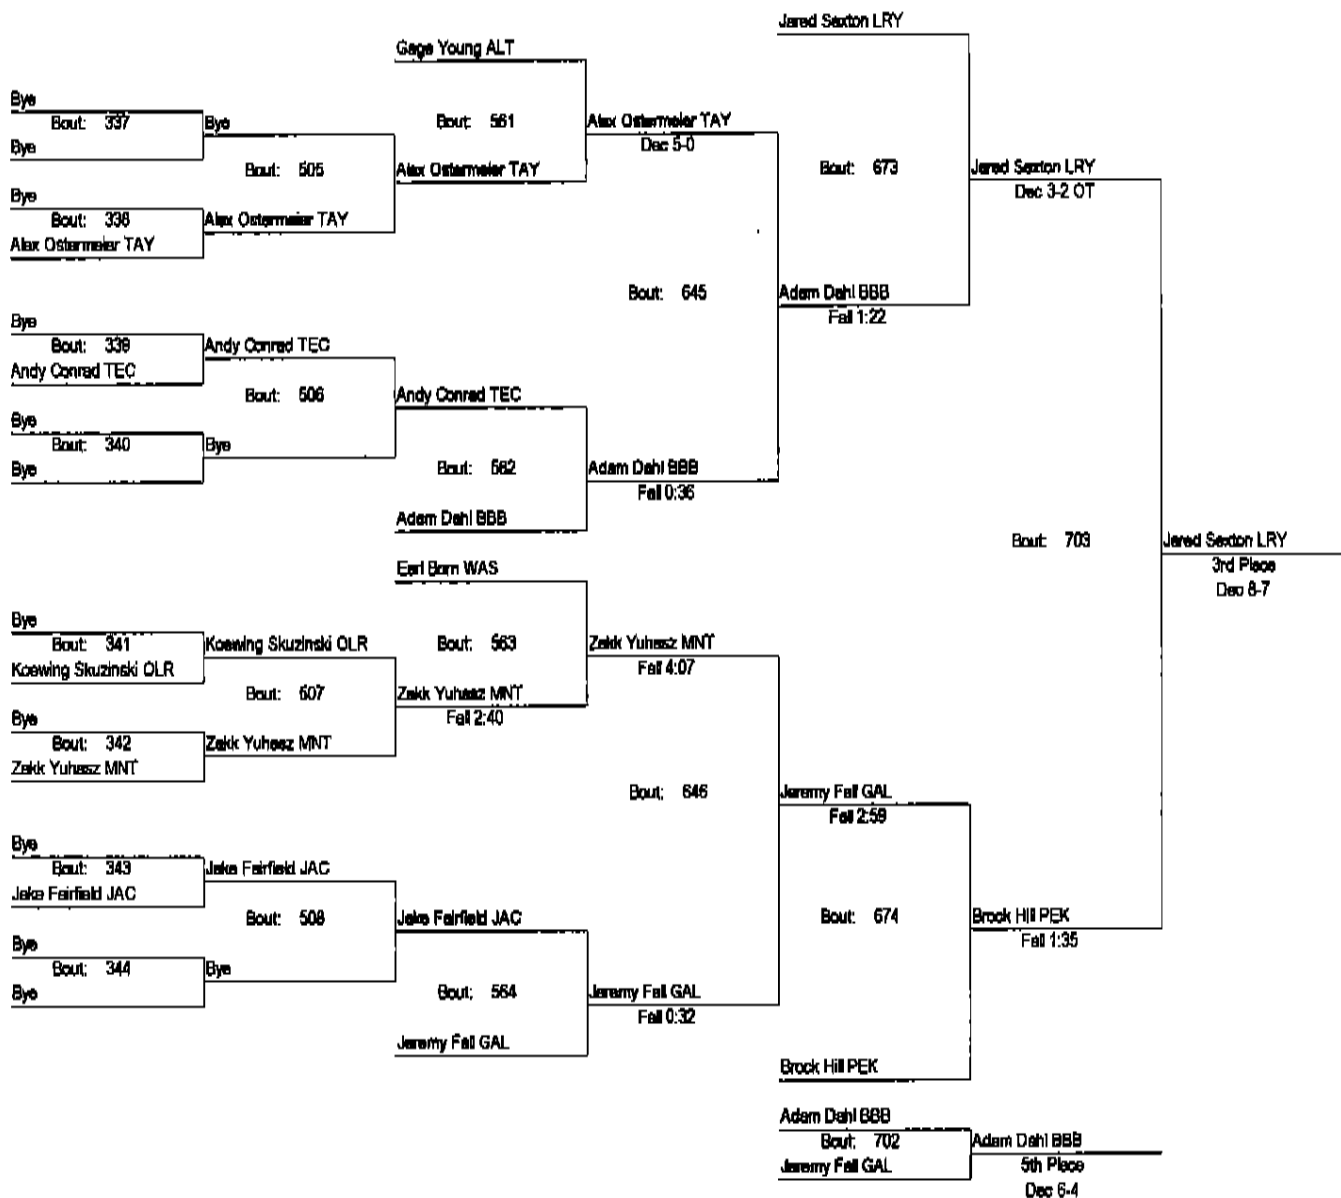 Jared Sexton LRY
Gage Young ALT
Bye
Bout: 337
Bye
Bout: 561
Alex Ostermeier TAY
Dec 5-0
Bye
Bout: 505
Alex Ostermeier TAY
Bout: 673
Jared Sexton LRY
Dec 3-2 OT
Bye
Bout: 338
Alex Ostermeier TAY
Alex Ostermeier TAY
Bout: 645
Adam Dahl BBB
Fall 1:22
Bye
Bout: 339
Andy Conrad TEC
Andy Conrad TEC
Bout: 506
Andy Conrad TEC
Bye
Bout: 340
Bye
Bye
Bout: 562
Adam Dahl BBB
Fall 0:36
Adam Dahl BBB
Bout: 703
Jared Sexton LRY
3rd Place
Dec 8-7
Earl Born WAS
Bye
Bout: 341
Koewing Skuzinski OLR
Koewing Skuzinski OLR
Bout: 563
Zakk Yuhasz MNT
Fall 4:07
Bout: 507
Zakk Yuhasz MNT
Fall 2:40
Bye
Bout: 342
Zakk Yuhasz MNT
Zakk Yuhasz MNT
Bout: 646
Jeremy Fall GAL
Fall 2:59
Bye
Bout: 343
Jake Fairfield JAC
Jake Fairfield JAC
Bout: 508
Jake Fairfield JAC
Bout: 674
Brock Hill PEK
Fall 1:35
Bye
Bout: 344
Bye
Bye
Bout: 564
Jeremy Fall GAL
Fall 0:32
Jeremy Fall GAL
Brock Hill PEK
Adam Dahl BBB
Bout: 702
Jeremy Fall GAL
Adam Dahl BBB
5th Place
Dec 6-4